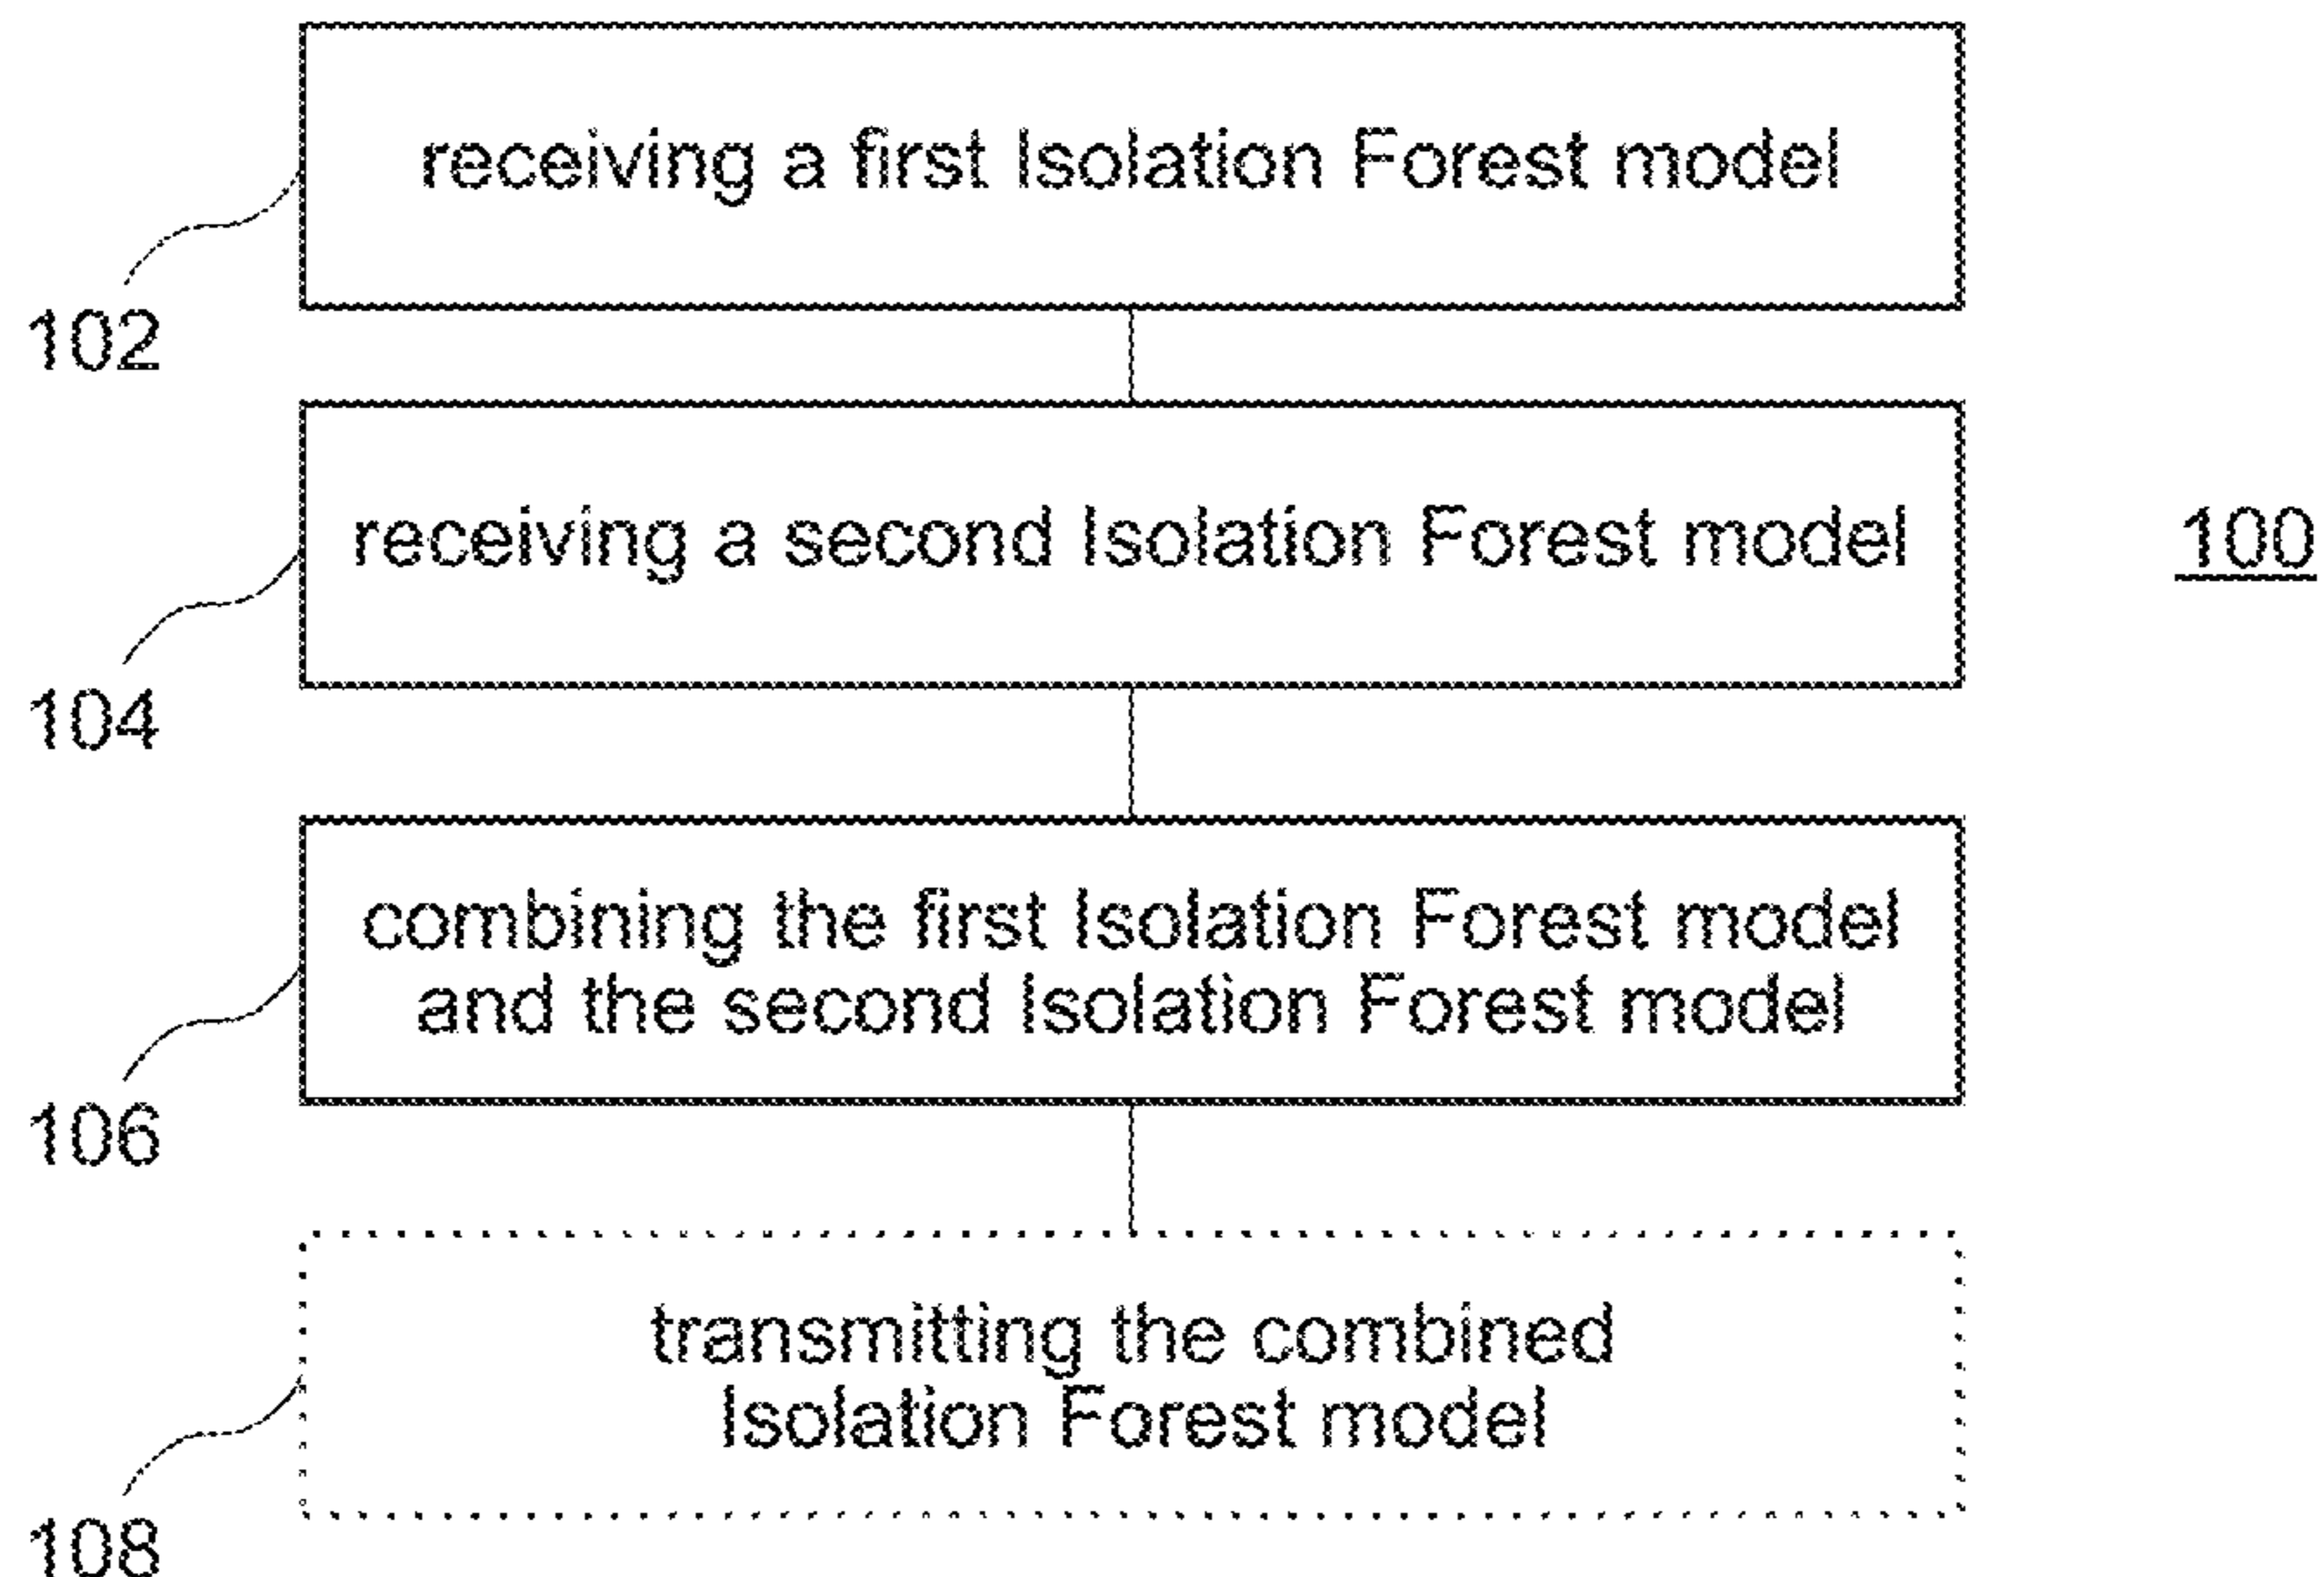 receiving a first Isolation Forest model
102
receiving a second Isolation Forest model
100
104
combining the first Isolation Forest model
and the second Isolation Forest model
106
transmitting the combined
Isolation Forest model
108